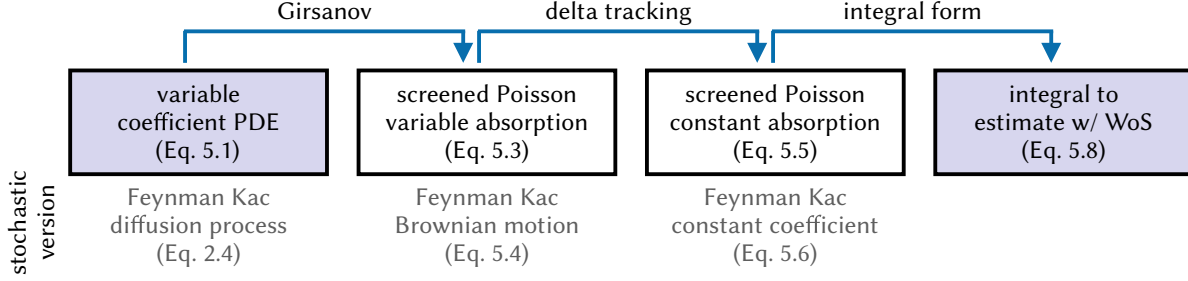 Girsanov
delta tracking
integral form
variable
coefficient PDE
(Eq. 5.1)
screened Poisson
variable absorption
(Eq. 5.3)
screened Poisson
constant absorption
(Eq. 5.5)
integral to
estimate w/ WoS
(Eq. 5.8)
stochastic
version
Feynman Kac
diffusion process
(Eq. 2.4)
Feynman Kac
Brownian motion
(Eq. 5.4)
Feynman Kac
constant coefficient
(Eq. 5.6)